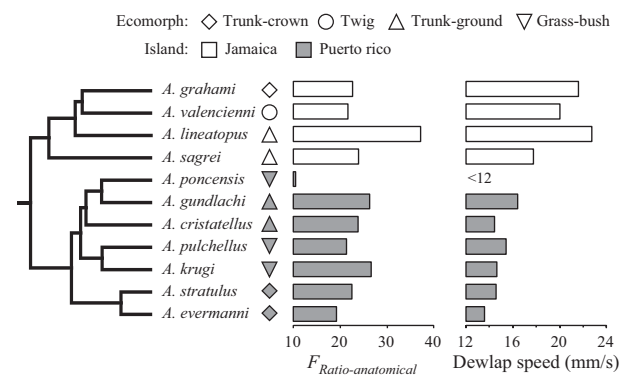 Ecomorph: Trunk-crown Twig Trunk-ground Grass-bush
Island: Jamaica Puerto rico
A. grahami
A. valencienni
A. lineatopus
A. sagrei
A. poncensis <12
A. gundlachi
A. cristatellus
A. pulchellus
A. krugi
A. stratulus
A. evermanni
10 20 30 40 12 16 20 24
F Ratio-anatomical Dewlap speed (mm/s)